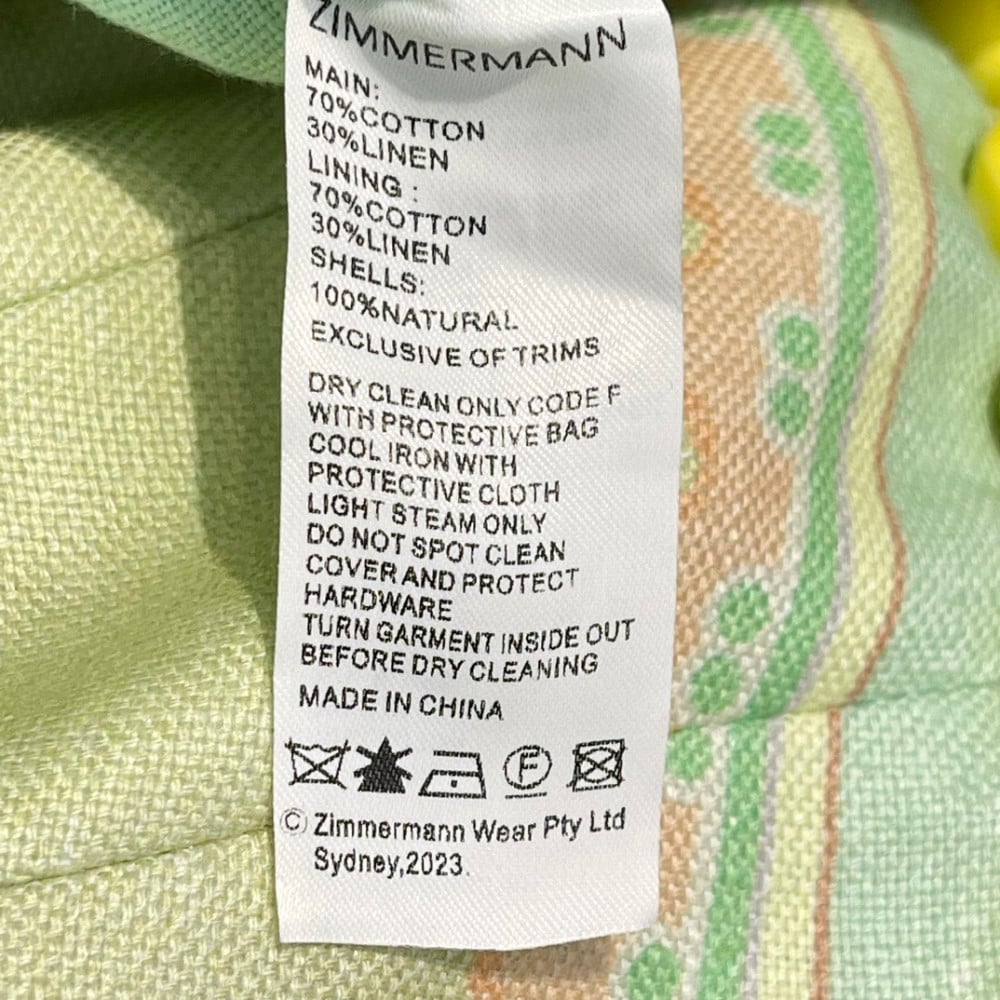 ZIMMERMANN
MAIN:
70%COTTON
30%LINEN
LINING :
70%COTTON
30%LINEN
SHELLS:
100%NATURAL
EXCLUSIVE OF TRIMS
DRY CLEAN ONLY CODE F
WITH PROTECTIVE BAG
COOL IRON WITH
PROTECTIVE CLOTH
LIGHT STEAM ONLY
DO NOT SPOT CLEAN
COVER AND PROTECT
HARDWARE
TURN GARMENT INSIDE OUT
BEFORE DRY CLEANING
MADE IN CHINA
F
© Zimmermann Wear Pty Ltd
Sydney,2023.